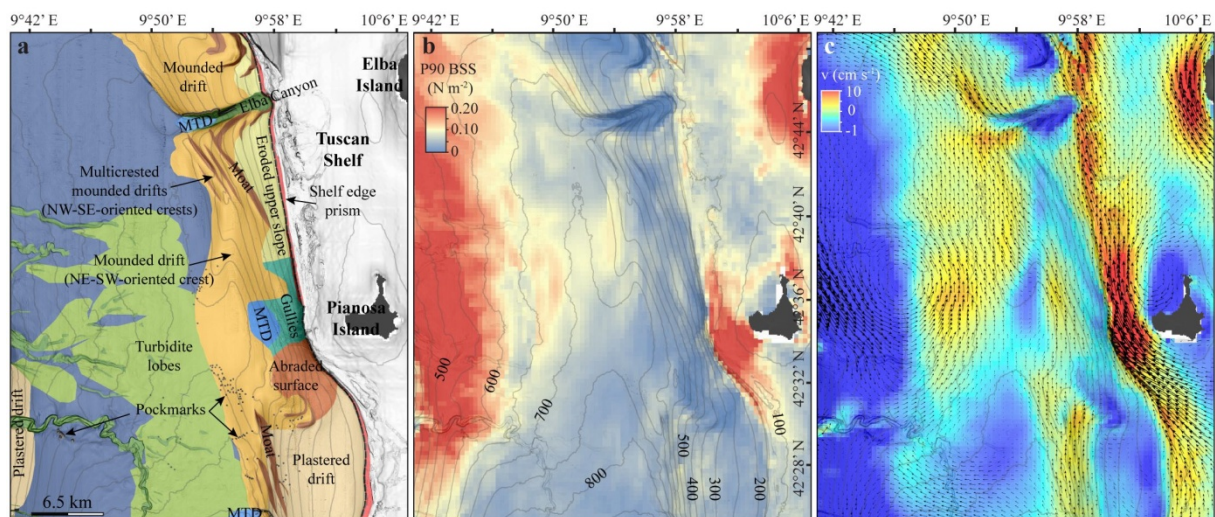 9°42' E 9°50' E 9°58' E 10°6' E
9°42' E 9°50' E 9°58' E
9°50' E 9°58' E 10°6' E
a
Mounded
drift
Elba
Island
Elba Canyon
MTD
Tuscan
Shelf
Multicrested
mounded drifts
(NW-SE-oriented crests)
Moat
Eroded upper slope
Shelf edge
prism
Mounded drift
(NE-SW-oriented crest)
Pianosa
Island
MTD
Gullies
Turbidite
lobes
Abraded
surface
Pockmarks
Plastered drift
Moat
Plastered
drift
6.5 km
MTD
b
P90 BSS
(N m⁻²)
0.20
0.10
0
42°44' N
42°40' N
42°36' N
42°32' N
42°28' N
500
600
700
800
500
400
300
200
100
c
v (cm s⁻¹)
10
0
-1